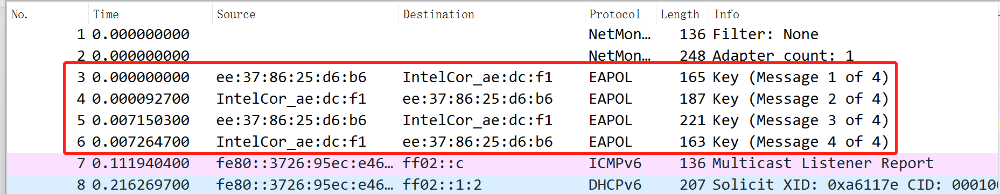 No. Time Source Destination Protocol Length Info
1 0.000000000 NetMon… 136 Filter: None
2 0.000000000 NetMon… 248 Adapter count: 1
3 0.000000000 ee:37:86:25:d6:b6 IntelCor_ae:dc:f1 EAPOL 165 Key (Message 1 of 4)
4 0.000092700 IntelCor_ae:dc:f1 ee:37:86:25:d6:b6 EAPOL 187 Key (Message 2 of 4)
5 0.007150300 ee:37:86:25:d6:b6 IntelCor_ae:dc:f1 EAPOL 221 Key (Message 3 of 4)
6 0.007264700 IntelCor_ae:dc:f1 ee:37:86:25:d6:b6 EAPOL 163 Key (Message 4 of 4)
7 0.111940400 fe80::3726:95ec:e46… ff02::c ICMPv6 136 Multicast Listener Report
8 0.216269700 fe80::3726:95ec:e46… ff02::1:2 DHCPv6 207 Solicit XID: 0xa6117e CID: 00010